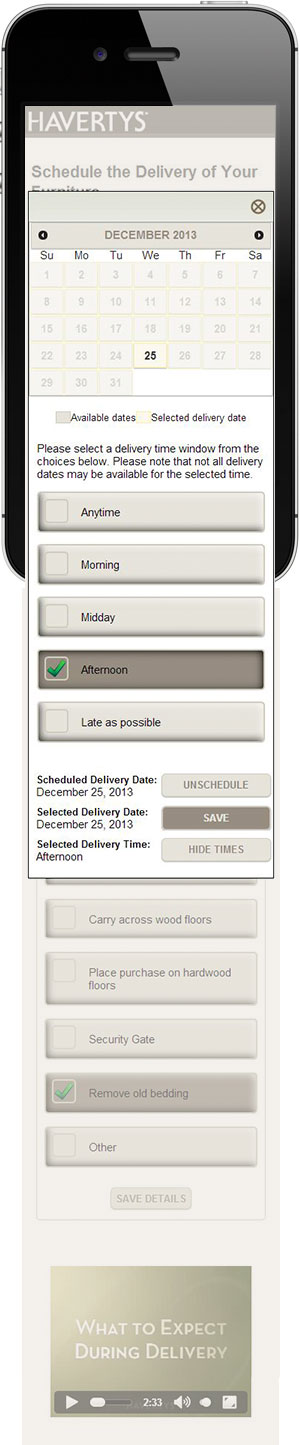 HAVERTYS
Schedule the Delivery of Your
Furniture
DECEMBER 2013
Su Mo Tu We Th Fr Sa
1 2 3 4 5 6 7
8 9 10 11 12 13 14
15 16 17 18 19 20 21
22 23 24 25 26 27 28
29 30 31
Available dates Selected delivery date
Please select a delivery time window from the
choices below. Please note that not all delivery
dates may be available for the selected time.
Anytime
Morning
Midday
Afternoon
Late as possible
Scheduled Delivery Date:
December 25, 2013
UNSCHEDULE
Selected Delivery Date:
December 25, 2013
SAVE
Selected Delivery Time:
Afternoon
HIDE TIMES
Carry across wood floors
Place purchase on hardwood
floors
Security Gate
Remove old bedding
Other
SAVE DETAILS
WHAT TO EXPECT
DURING DELIVERY
2:33